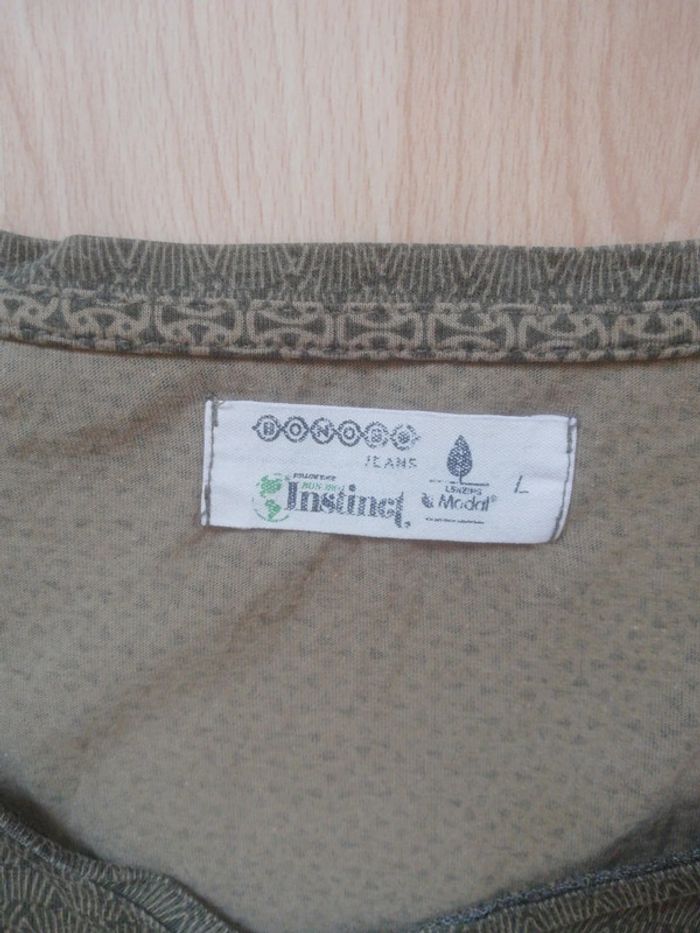 BONOBO
JEANS
Instinct
LENZING
Modal®
L